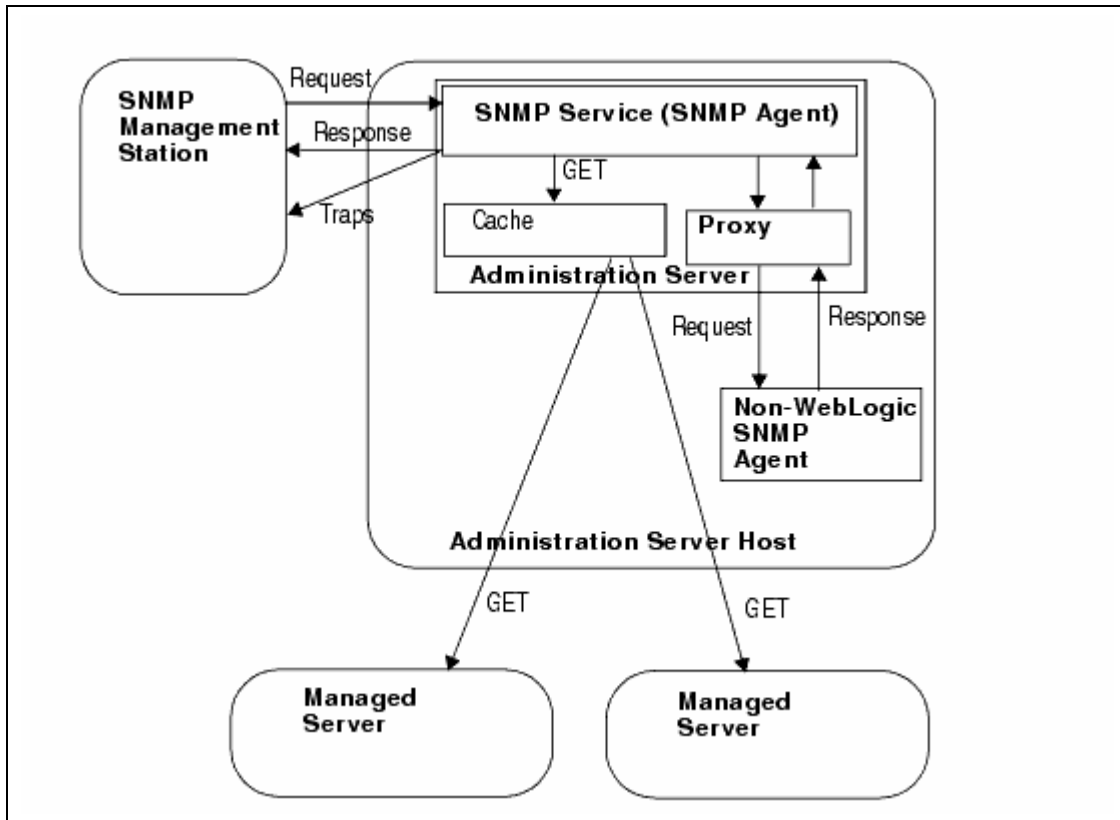 SNMP
Management
Station
Request
Response
Traps
SNMP Service (SNMP Agent)
GET
Cache
Proxy
Administration Server
Request
Response
Non-WebLogic
SNMP
Agent
Administration Server Host
GET
GET
Managed
Server
Managed
Server